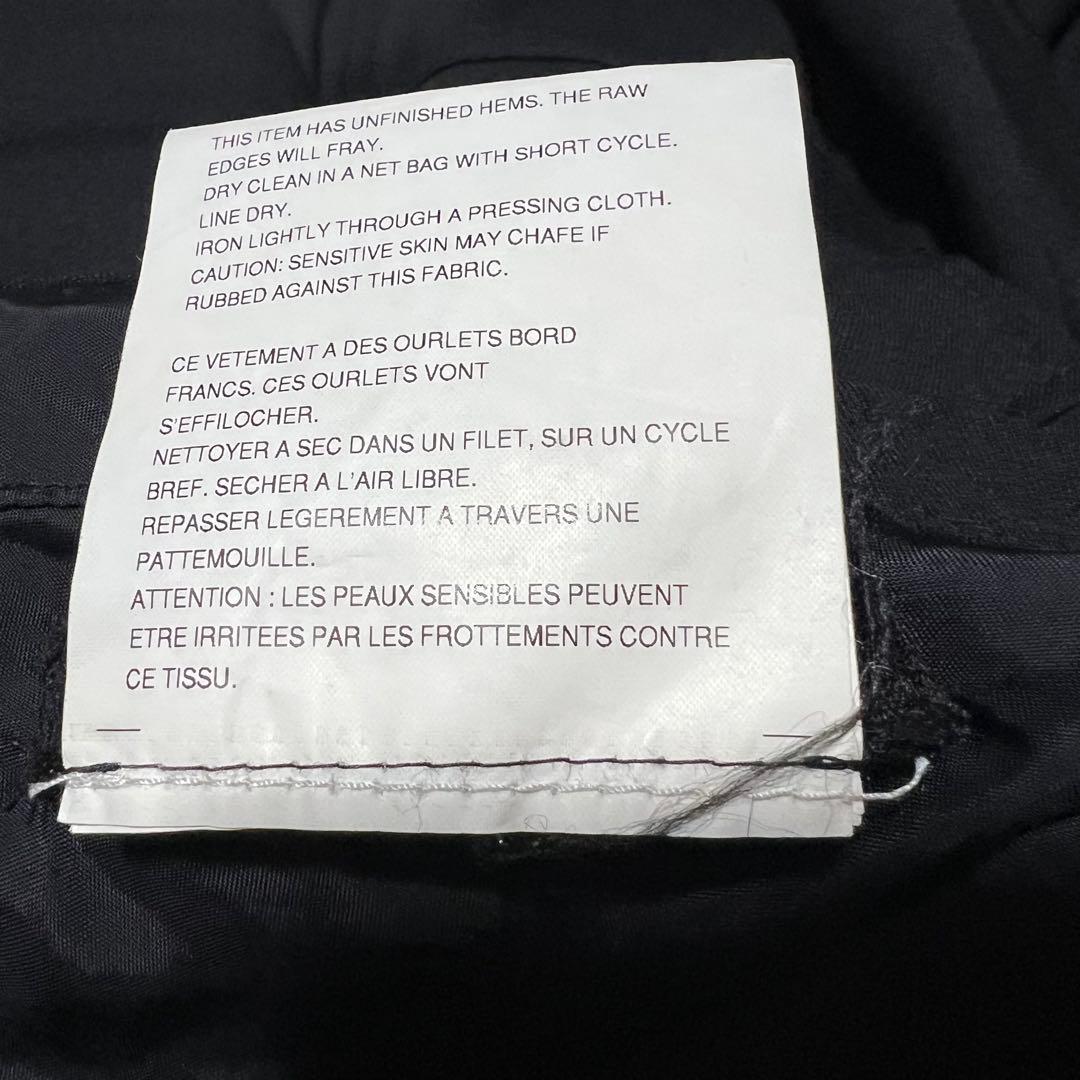 THIS ITEM HAS UNFINISHED HEMS. THE RAW
EDGES WILL FRAY.
DRY CLEAN IN A NET BAG WITH SHORT CYCLE.
LINE DRY.
IRON LIGHTLY THROUGH A PRESSING CLOTH.
CAUTION: SENSITIVE SKIN MAY CHAFE IF
RUBBED AGAINST THIS FABRIC.
CE VETEMENT A DES OURLETS BORD
FRANCS. CES OURLETS VONT
S'EFFILOCHER.
NETTOYER A SEC DANS UN FILET, SUR UN CYCLE
BREF. SECHER A L'AIR LIBRE.
REPASSER LEGEREMENT A TRAVERS UNE
PATTEMOUILLE.
ATTENTION : LES PEAUX SENSIBLES PEUVENT
ETRE IRRITEES PAR LES FROTTEMENTS CONTRE
CE TISSU.